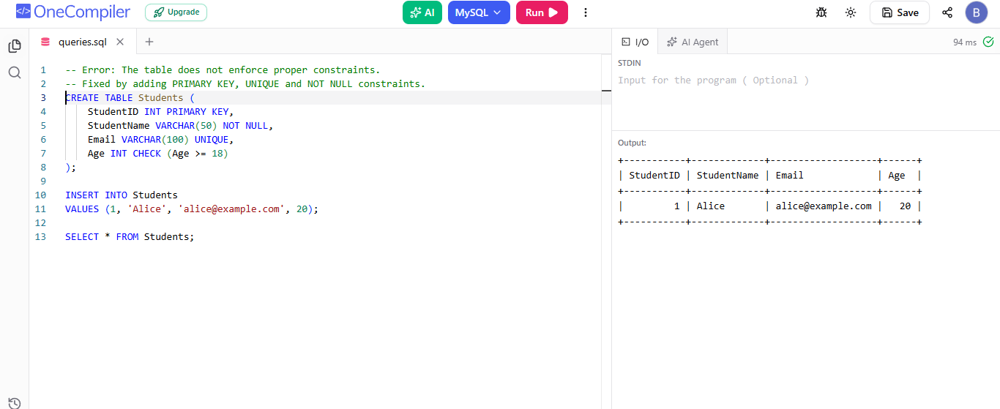 </> OneCompiler Upgrade AI MySQL Run Save B
queries.sql
I/O AI Agent 94 ms
STDIN
Input for the program ( Optional )
1 -- Error: The table does not enforce proper constraints.
2 -- Fixed by adding PRIMARY KEY, UNIQUE and NOT NULL constraints.
3 CREATE TABLE Students (
4     StudentID INT PRIMARY KEY,
5     StudentName VARCHAR(50) NOT NULL,
6     Email VARCHAR(100) UNIQUE,
7     Age INT CHECK (Age >= 18)
8 );
9
10 INSERT INTO Students
11 VALUES (1, 'Alice', 'alice@example.com', 20);
12
13 SELECT * FROM Students;
Output:
+-----------+-------------+-------------------+------+
| StudentID | StudentName | Email             | Age  |
+-----------+-------------+-------------------+------+
|         1 | Alice       | alice@example.com |   20 |
+-----------+-------------+-------------------+------+